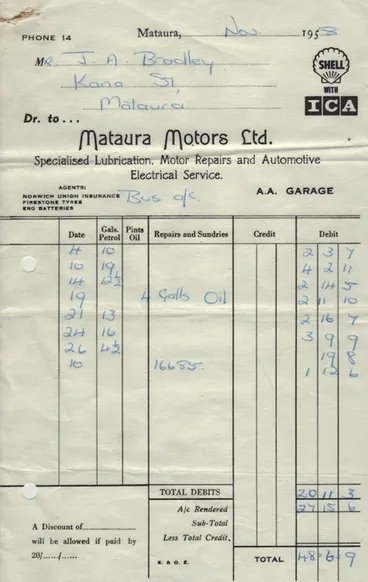 PHONE 14
Mataura, Nov. 1958
MR J. A. Bradley
Kana St,
Mataura
SHELL
WITH
ICA
Dr. to ...
Mataura Motors Ltd.
Specialised Lubrication, Motor Repairs and Automotive
Electrical Service.
AGENTS:
NORWICH UNION INSURANCE
FIRESTONE TYRES
ERG BATTERIES
Bus a/c.
A.A. GARAGE
Date Gals. Petrol Pints Oil Repairs and Sundries Credit Debit
4 10 2 3 7
10 19 4 2 11
14 12½ 2 14 5
19 4 Galls Oil 2 11 10
21 13 2 16 7
24 16 3 9 9
26 4½ 19 8
10 16685. 1 12 6
TOTAL DEBITS 20 11 3
A/c Rendered 27 15 6
Sub-Total
Less Total Credit.
A Discount of
will be allowed if paid by
20/....../......
E. & O. E.
TOTAL £48=6=9